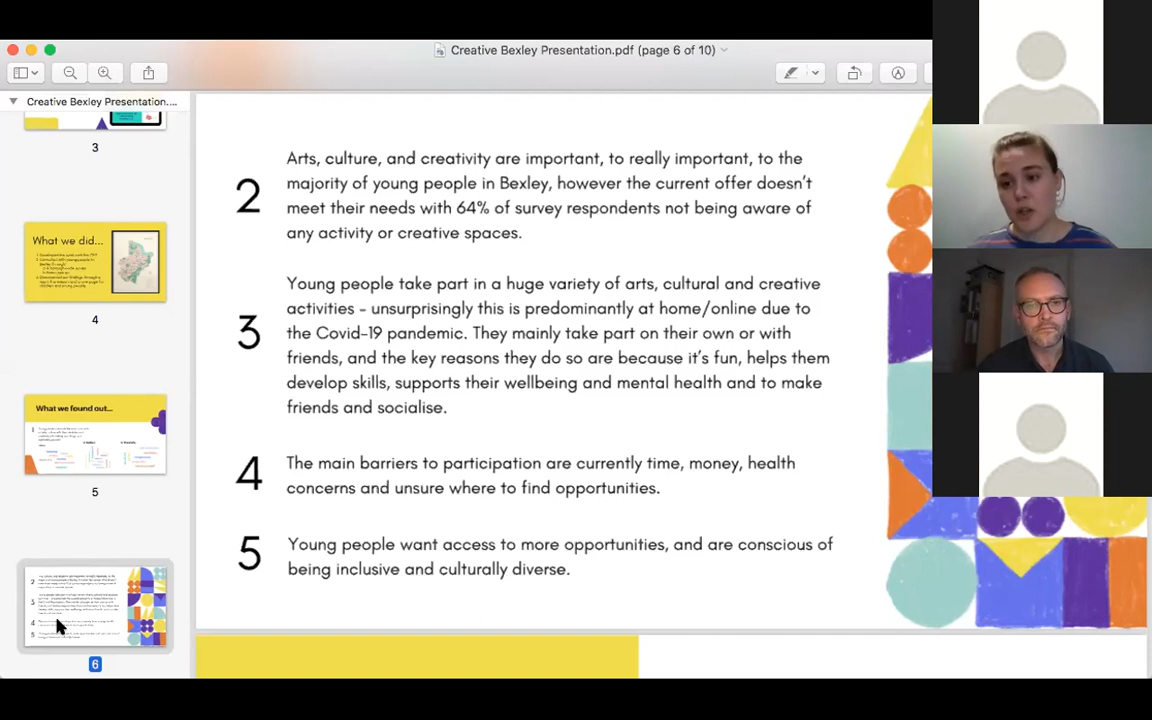 Creative Bexley Presentation.pdf (page 6 of 10)
Creative Bexley Presentation....
3
What we did...
4
What we found out...
5
6
2
Arts, culture, and creativity are important, to really important, to the
majority of young people in Bexley, however the current offer doesn't
meet their needs with 64% of survey respondents not being aware of
any activity or creative spaces.
3
Young people take part in a huge variety of arts, cultural and creative
activities - unsurprisingly this is predominantly at home/online due to
the Covid-19 pandemic. They mainly take part on their own or with
friends, and the key reasons they do so are because it's fun, helps them
develop skills, supports their wellbeing and mental health and to make
friends and socialise.
4
The main barriers to participation are currently time, money, health
concerns and unsure where to find opportunities.
5
Young people want access to more opportunities, and are conscious of
being inclusive and culturally diverse.